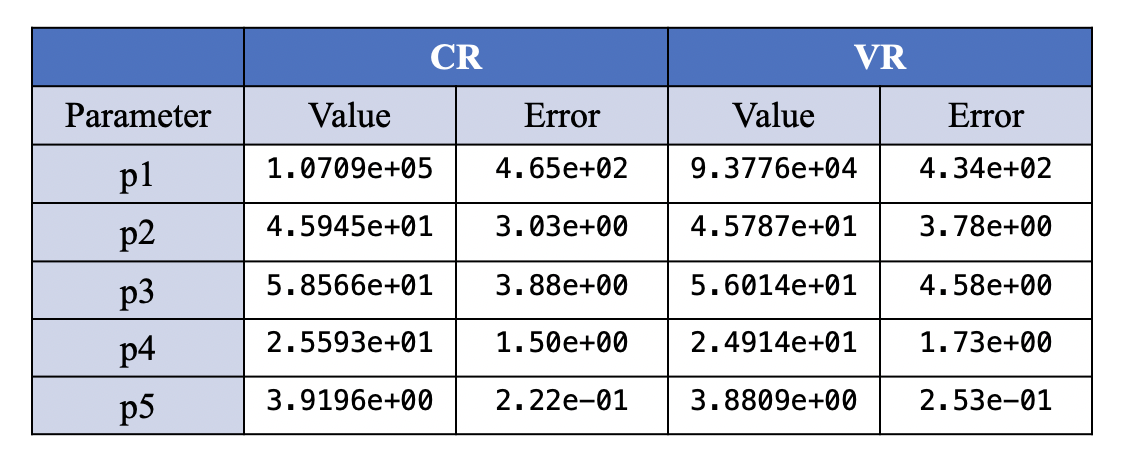 CR VR
Parameter Value Error Value Error
p1 1.0709e+05 4.65e+02 9.3776e+04 4.34e+02
p2 4.5945e+01 3.03e+00 4.5787e+01 3.78e+00
p3 5.8566e+01 3.88e+00 5.6014e+01 4.58e+00
p4 2.5593e+01 1.50e+00 2.4914e+01 1.73e+00
p5 3.9196e+00 2.22e-01 3.8809e+00 2.53e-01